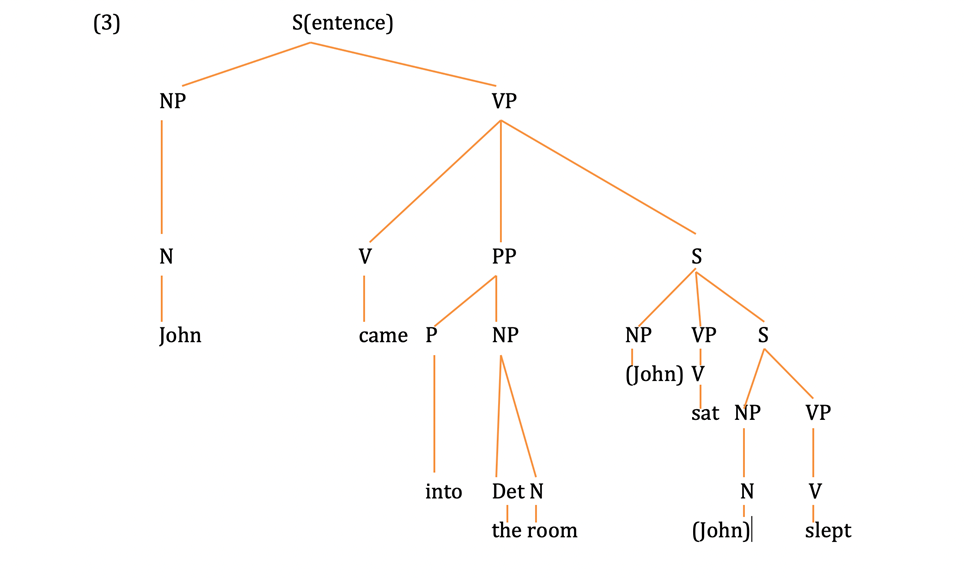 (3) S(entence)
NP VP
N V PP S
John came P NP NP VP S
(John) V
sat NP VP
into Det N N V
the room (John) slept